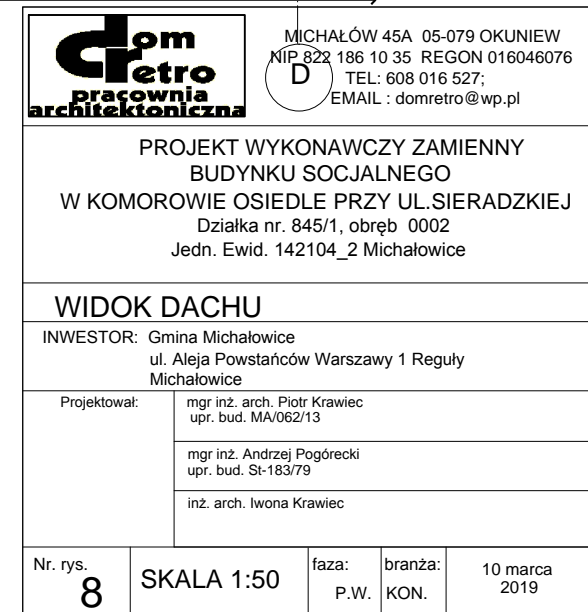 dom
retro
pracownia
architektoniczna
MICHAŁÓW 45A 05-079 OKUNIEW
NIP 822 186 10 35 REGON 016046076
D
TEL: 608 016 527;
EMAIL : domretro@wp.pl
PROJEKT WYKONAWCZY ZAMIENNY
BUDYNKU SOCJALNEGO
W KOMOROWIE OSIEDLE PRZY UL.SIERADZKIEJ
Działka nr. 845/1, obręb 0002
Jedn. Ewid. 142104_2 Michałowice
WIDOK DACHU
INWESTOR: Gmina Michałowice
ul. Aleja Powstańców Warszawy 1 Reguły
Michałowice
Projektował:
mgr inż. arch. Piotr Krawiec
upr. bud. MA/062/13
mgr inż. Andrzej Pogórecki
upr. bud. St-183/79
inż. arch. Iwona Krawiec
Nr. rys.
8
SKALA 1:50
faza:
P.W.
branża:
KON.
10 marca
2019